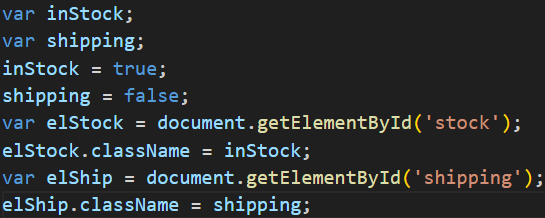 var inStock;
var shipping;
inStock = true;
shipping = false;
var elStock = document.getElementById('stock');
elStock.className = inStock;
var elShip = document.getElementById('shipping');
elShip.className = shipping;